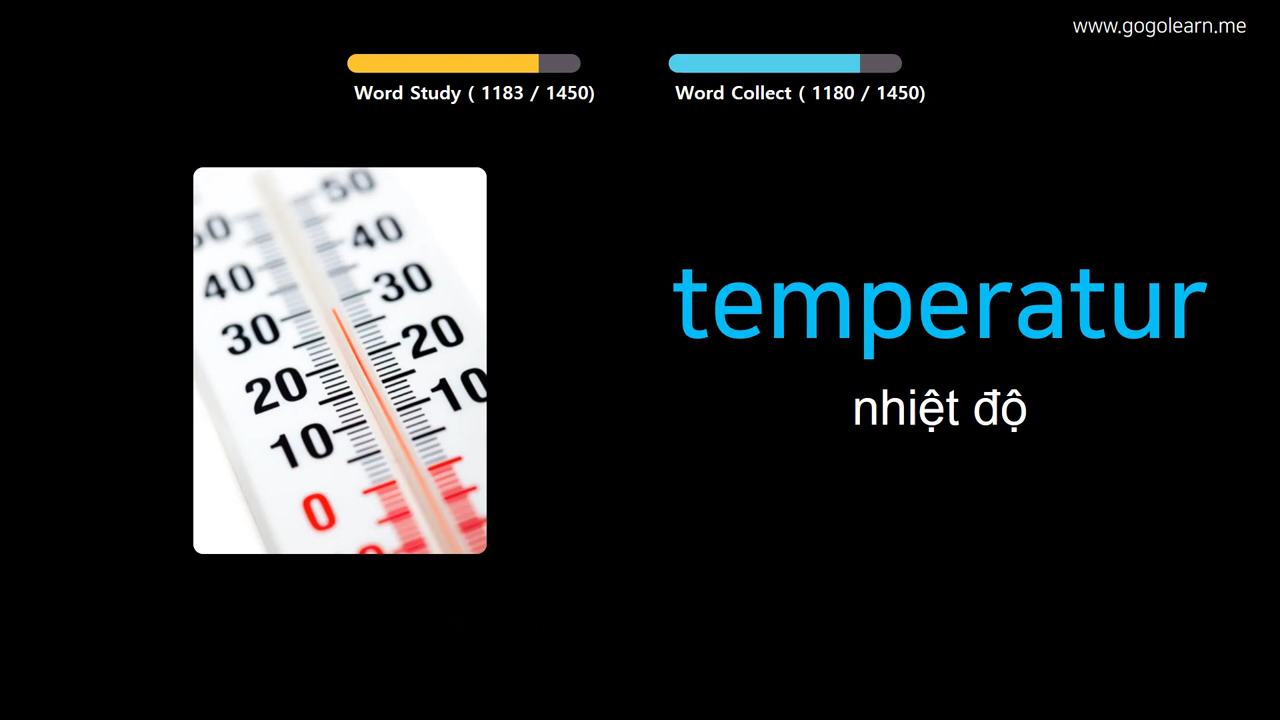 www.gogolearn.me
Word Study ( 1183 / 1450)
Word Collect ( 1180 / 1450)
50
40
40
30
30
20
20
10
10
0
temperatur
nhiệt độ